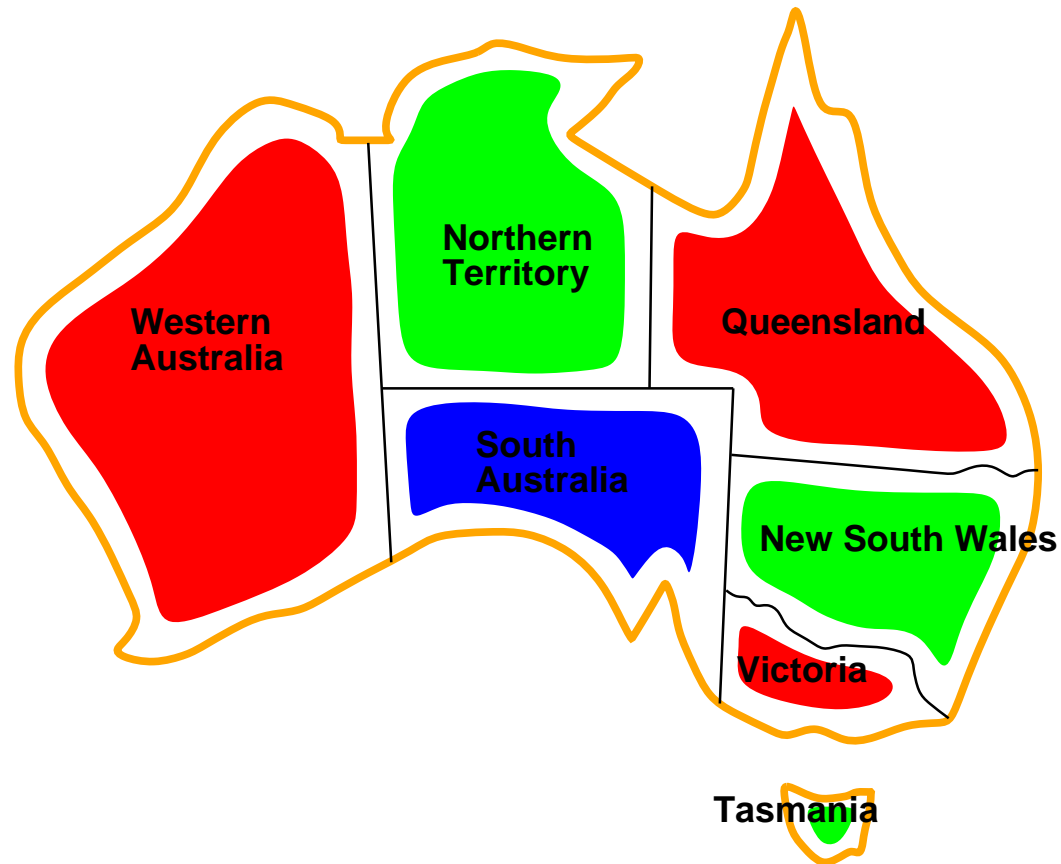 Northern
Territory
Western
Australia
Queensland
South
Australia
New South Wales
Victoria
Tasmania